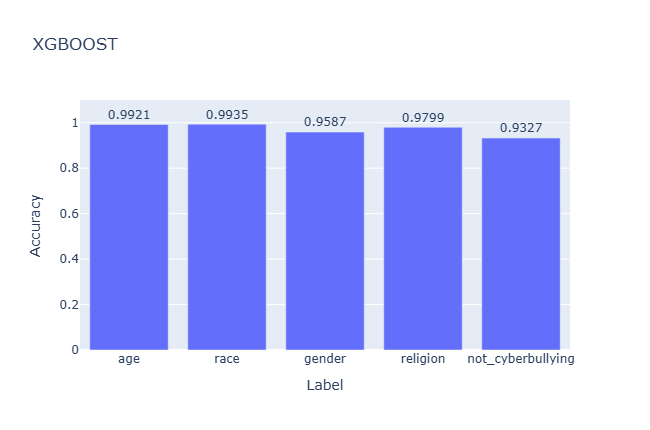 XGBOOST
0.9921
0.9935
0.9587
0.9799
0.9327
1
0.8
0.6
0.4
0.2
0
Accuracy
age
race
gender
religion
not_cyberbullying
Label